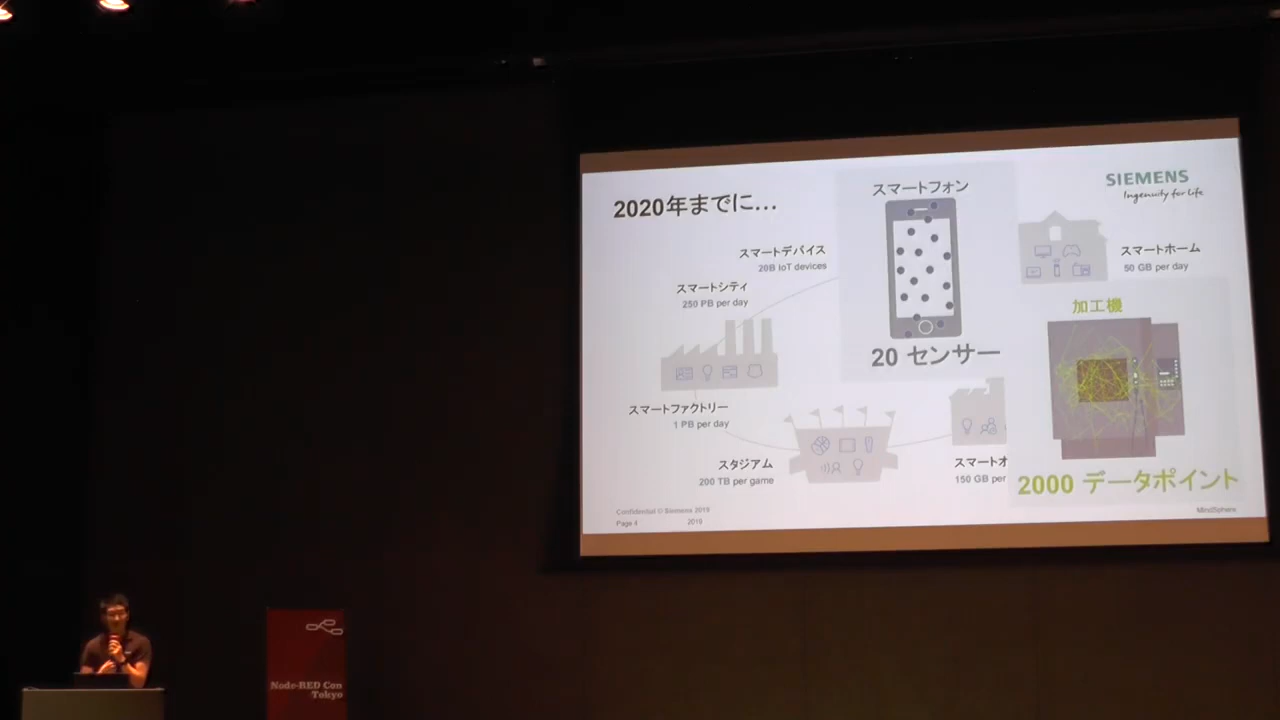 2020年までに...
SIEMENS
Ingenuity for Life
スマートフォン
20 センサー
スマートデバイス
20B IoT devices
スマートシティ
250 PB per day
スマートホーム
50 GB per day
加工機
2000 データポイント
スマートファクトリー
1 PB per day
スタジアム
200 TB per game
スマートオ
150 GB per
Confidential © Siemens 2019
Page 4
2019
MindSphere
Node-RED Con
Tokyo